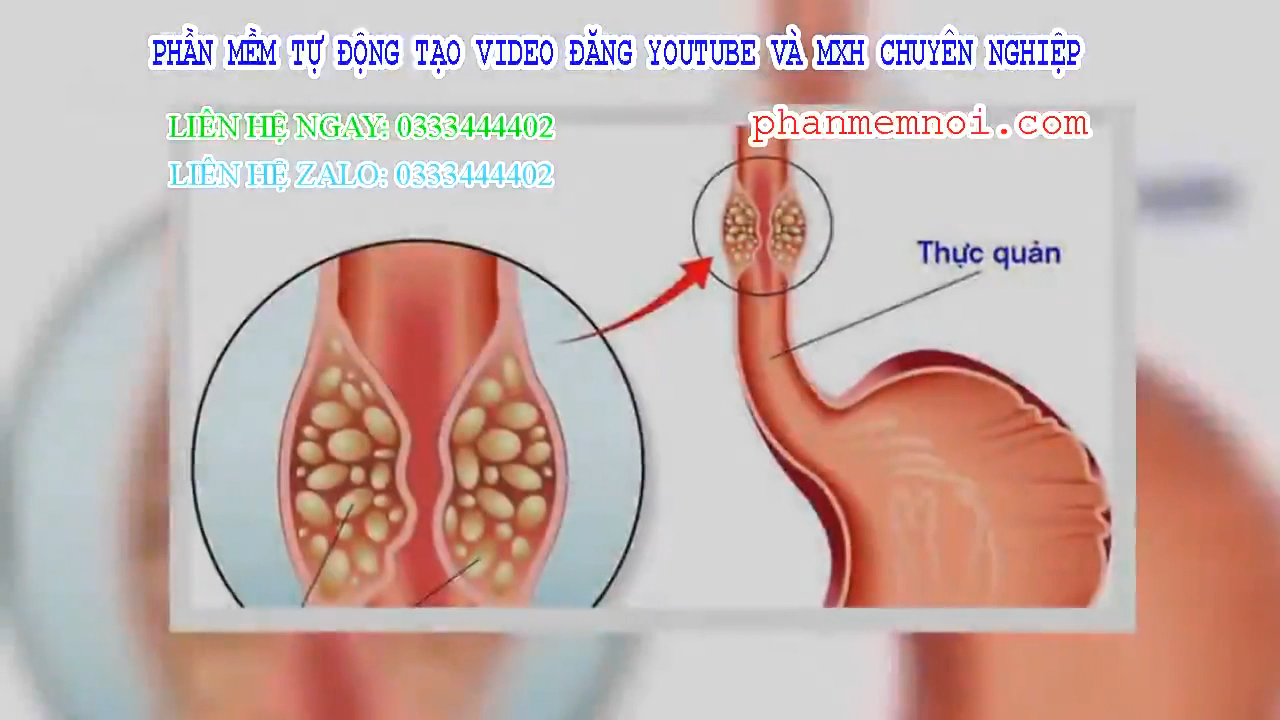 PHẦN MỀM TỰ ĐỘNG TẠO VIDEO ĐĂNG YOUTUBE VÀ MXH CHUYÊN NGHIỆP
LIÊN HỆ NGAY: 0333444402
phanmemnoi.com
LIÊN HỆ ZALO: 0333444402
Thực quản